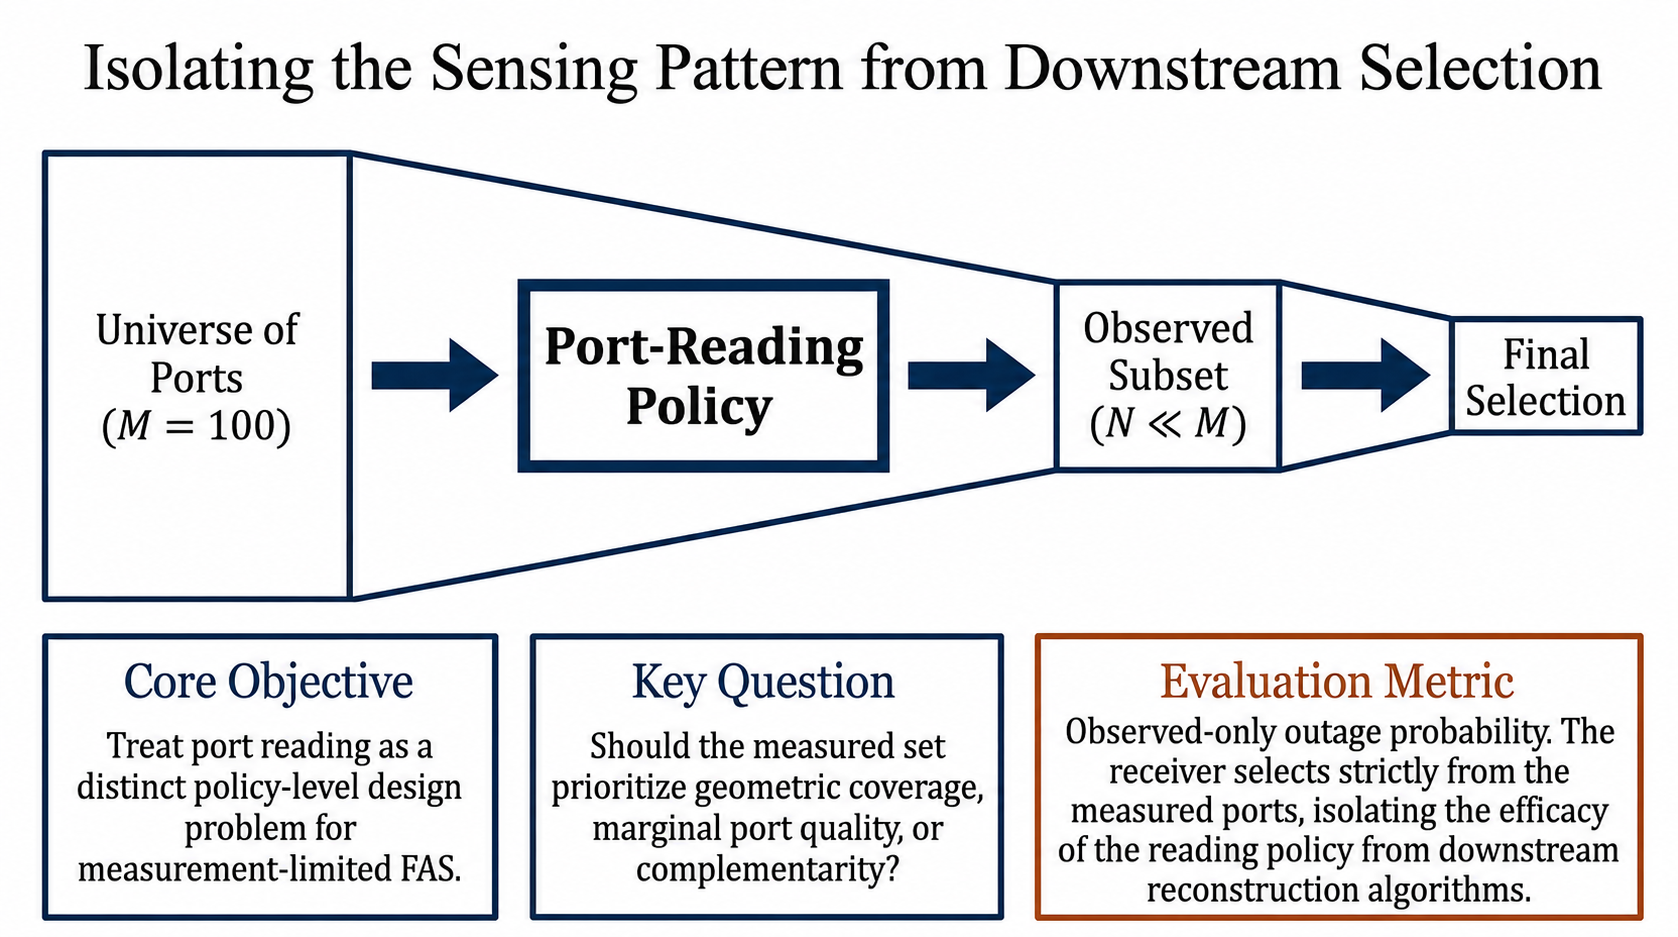 Isolating the Sensing Pattern from Downstream Selection
Universe of
Ports
(M = 100)
Port-Reading
Policy
Observed
Subset
(N ≪ M)
Final
Selection
Core Objective
Treat port reading as a
distinct policy-level design
problem for
measurement-limited FAS.
Key Question
Should the measured set
prioritize geometric coverage,
marginal port quality, or
complementarity?
Evaluation Metric
Observed-only outage probability. The
receiver selects strictly from the
measured ports, isolating the efficacy
of the reading policy from downstream
reconstruction algorithms.